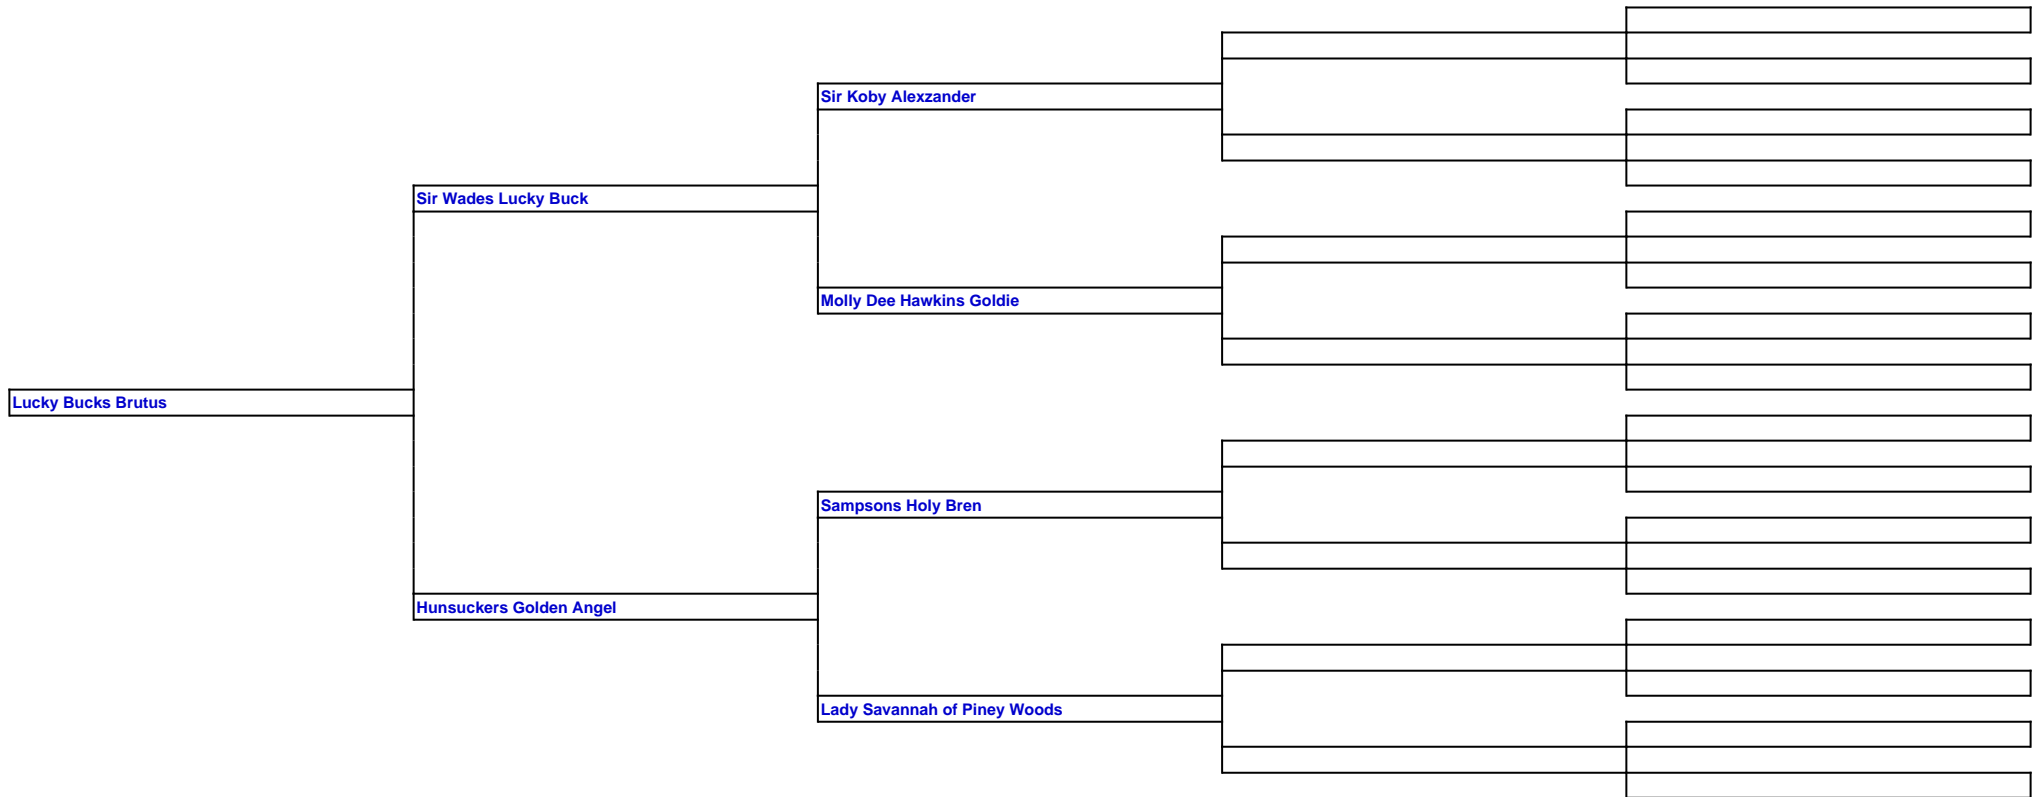 Sir Koby Alexzander
Sir Wades Lucky Buck
Molly Dee Hawkins Goldie
Lucky Bucks Brutus
Sampsons Holy Bren
Hunsuckers Golden Angel
Lady Savannah of Piney Woods